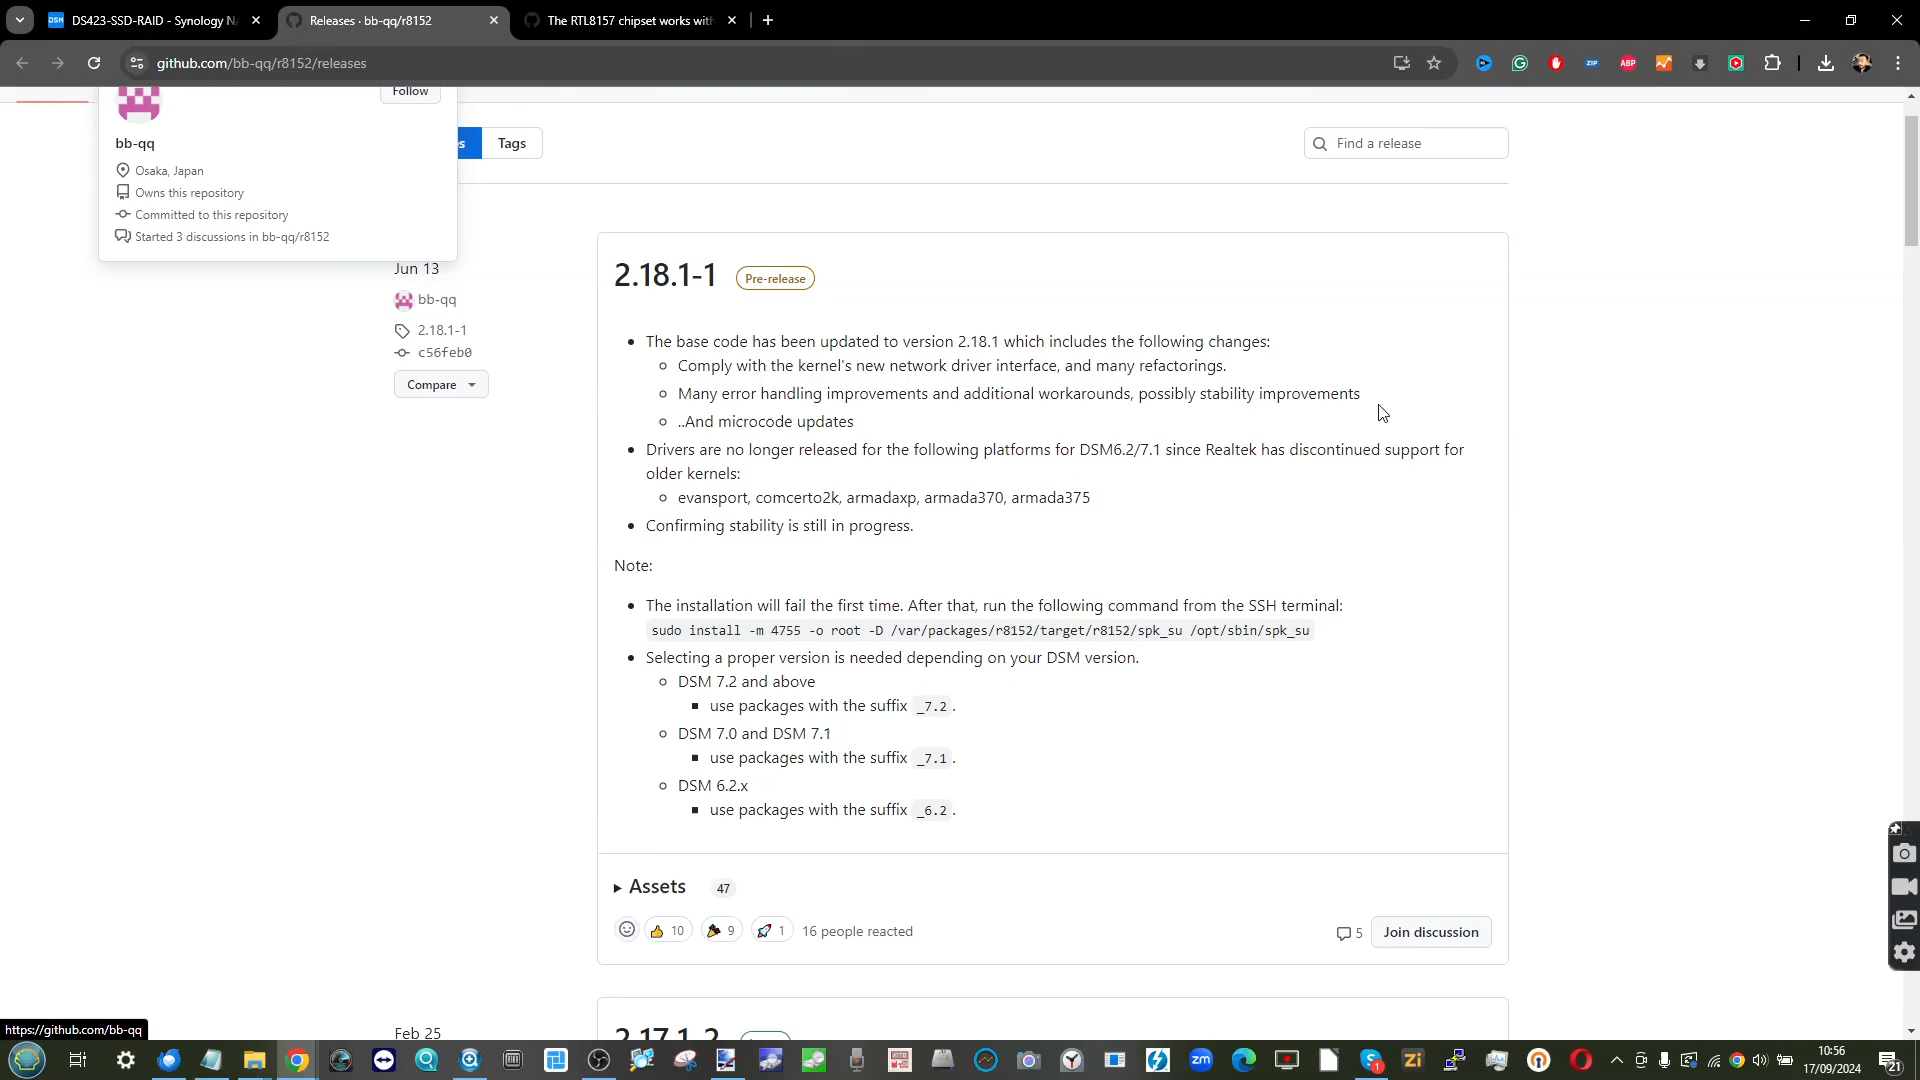 DS423-SSD-RAID - Synology N
Releases · bb-qq/r8152
The RTL8157 chipset works with
github.com/bb-qq/r8152/releases
ZIP
ABP
Follow
bb-qq
Osaka, Japan
Owns this repository
Committed to this repository
Started 3 discussions in bb-qq/r8152
Tags
Find a release
Jun 13
bb-qq
2.18.1-1
c56feb0
Compare
2.18.1-1 Pre-release
The base code has been updated to version 2.18.1 which includes the following changes:
Comply with the kernel's new network driver interface, and many refactorings.
Many error handling improvements and additional workarounds, possibly stability improvements
..And microcode updates
Drivers are no longer released for the following platforms for DSM6.2/7.1 since Realtek has discontinued support for
older kernels:
evansport, comcerto2k, armadaxp, armada370, armada375
Confirming stability is still in progress.
Note:
The installation will fail the first time. After that, run the following command from the SSH terminal:
sudo install -m 4755 -o root -D /var/packages/r8152/target/r8152/spk_su /opt/sbin/spk_su
Selecting a proper version is needed depending on your DSM version.
DSM 7.2 and above
use packages with the suffix _7.2 .
DSM 7.0 and DSM 7.1
use packages with the suffix _7.1 .
DSM 6.2.x
use packages with the suffix _6.2 .
Assets 47
10 9 1 16 people reacted
5 Join discussion
Feb 25
2.17.1-2
https://github.com/bb-qq
zm
Zi
10:56
17/09/2024
21